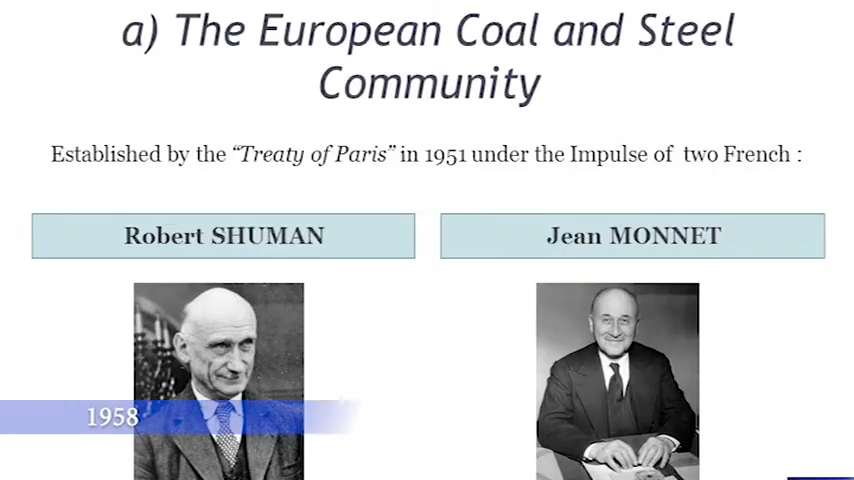 a) The European Coal and Steel
Community
Established by the “Treaty of Paris” in 1951 under the Impulse of two French :
Robert SHUMAN
Jean MONNET
1958